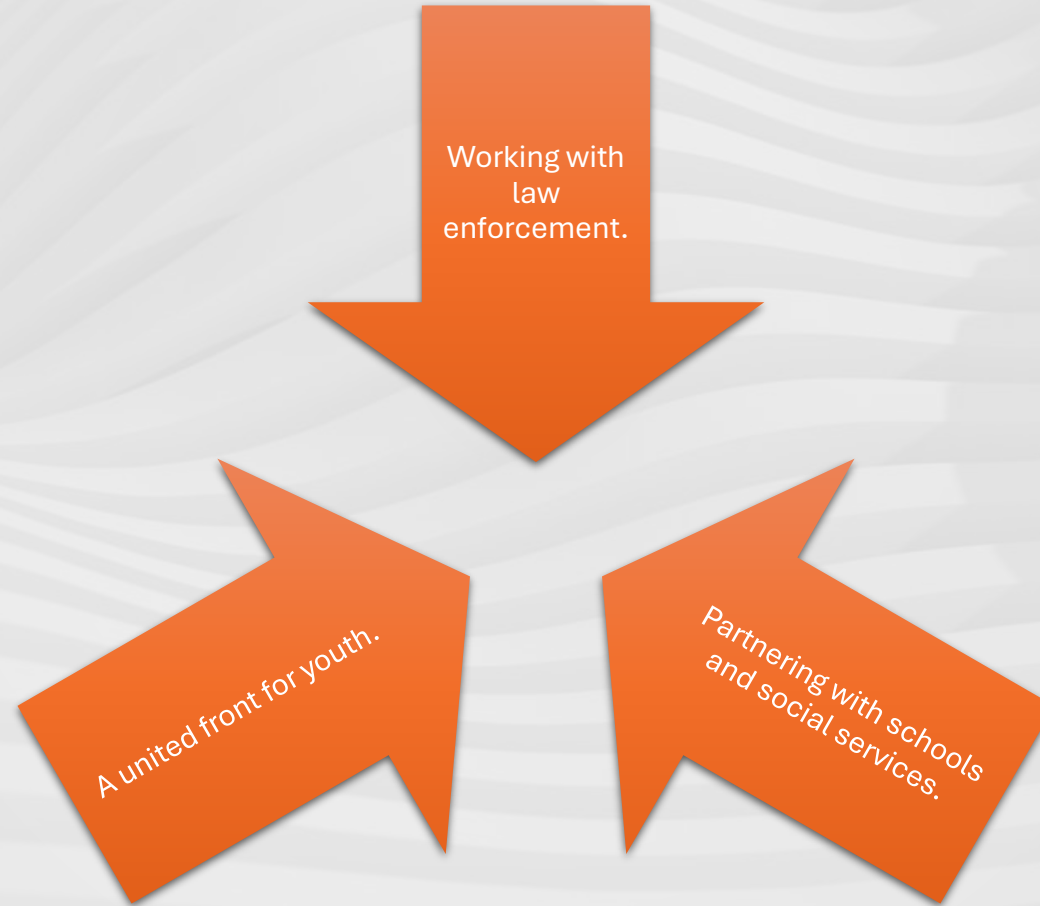 Working with
law
enforcement.
A united front for youth.
Partnering with schools
and social services.